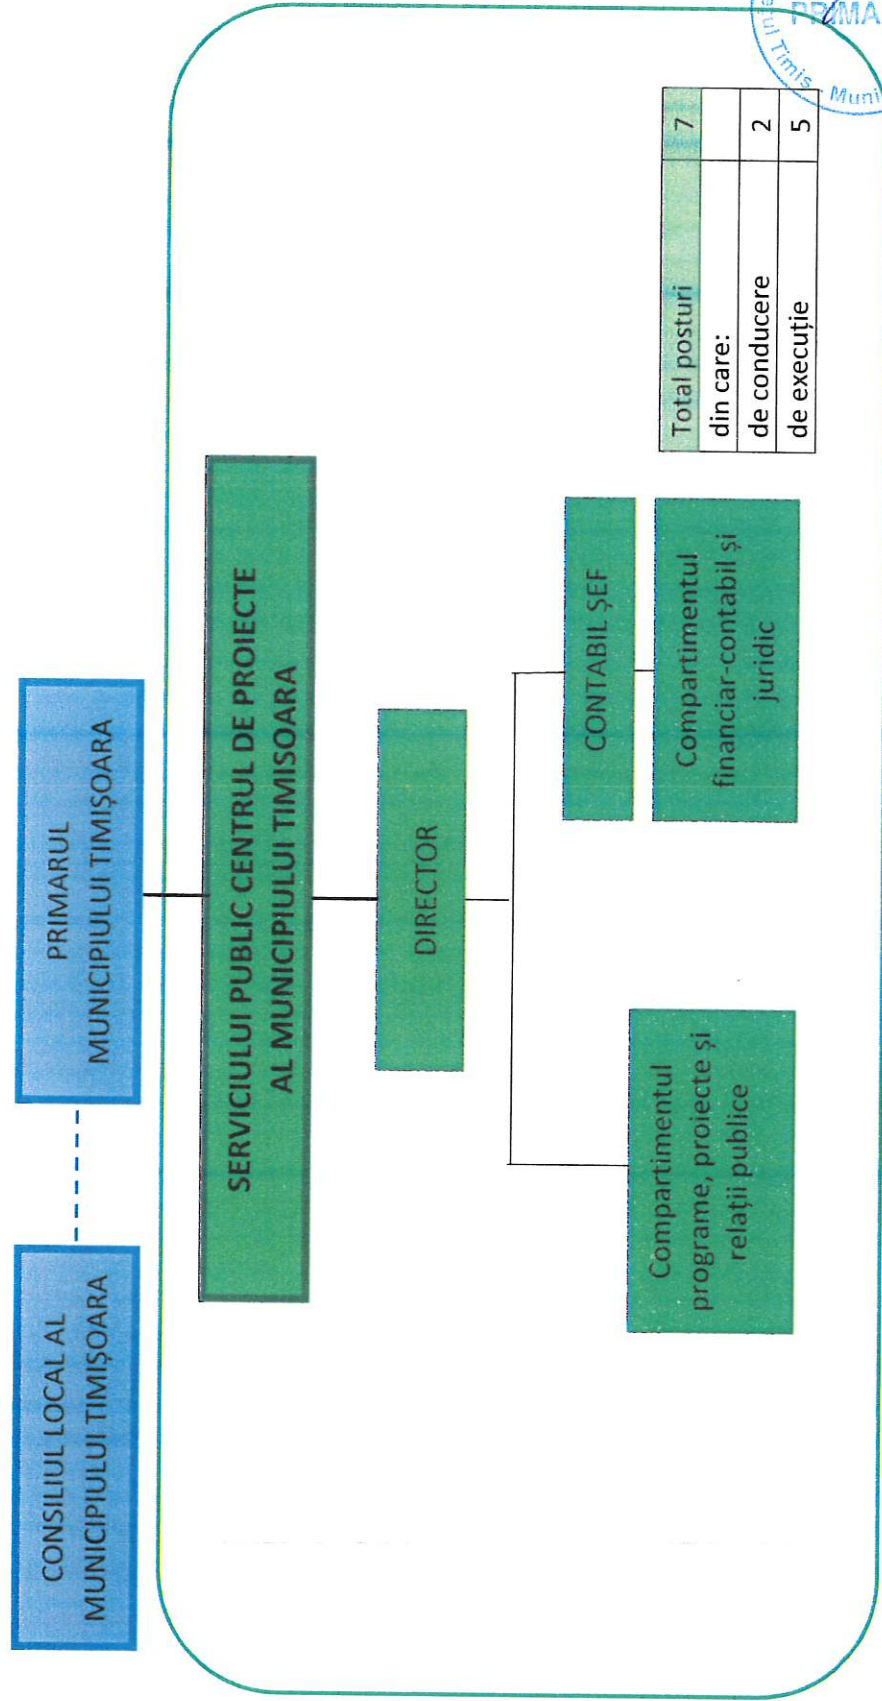 CONSILIUL LOCAL AL
MUNICIPIULUI TIMIȘOARA
PRIMARUL
MUNICIPIULUI TIMIȘOARA
SERVICIULUI PUBLIC CENTRUL DE PROIECTE
AL MUNICIPIULUI TIMISOARA
DIRECTOR
CONTABIL ȘEF
Compartimentul
programe, proiecte și
relații publice
Compartimentul
financiar-contabil și
juridic
Total posturi 7
din care:
de conducere 2
de execuție 5
Timiș